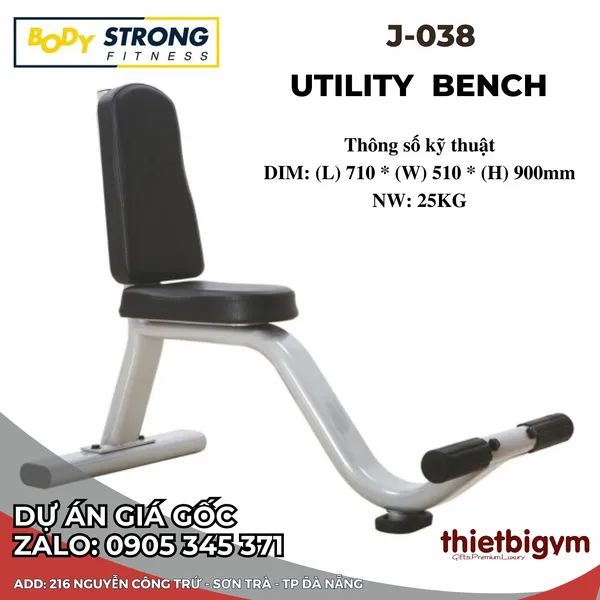 BODY STRONG
FITNESS
J-038
UTILITY BENCH
Thông số kỹ thuật
DIM: (L) 710 * (W) 510 * (H) 900mm
NW: 25KG
DỰ ÁN GIÁ GỐC
ZALO: 0905 345 371
thietbigym
Gifts.Premium.Luxury
ADD: 216 NGUYỄN CÔNG TRỨ - SƠN TRÀ - TP ĐÀ NẴNG